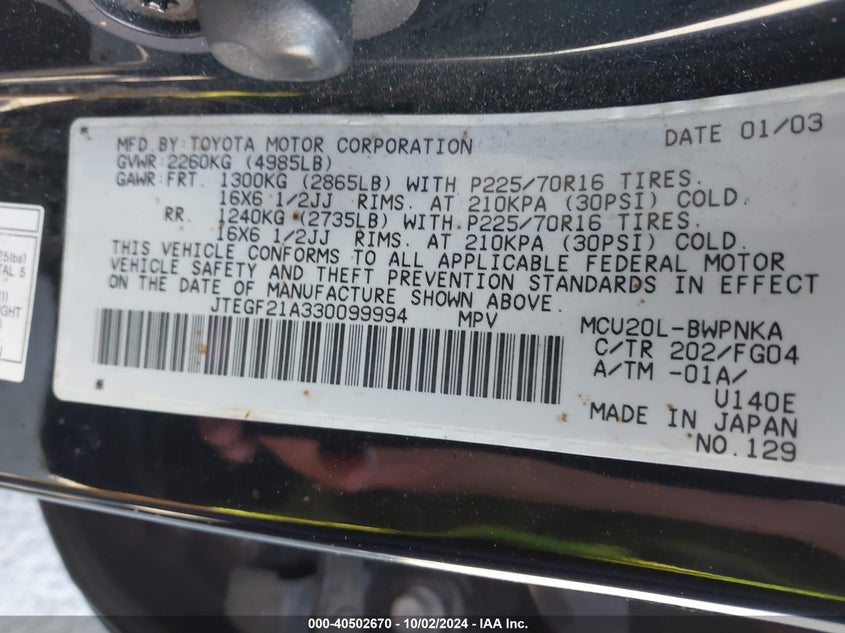 MFD. BY: TOYOTA MOTOR CORPORATION DATE 01/03
GVWR: 2260KG (4985LB)
GAWR: FRT. 1300KG (2865LB) WITH P225/70R16 TIRES.
16X6 1/2JJ RIMS. AT 210KPA (30PSI) COLD.
RR. 1240KG (2735LB) WITH P225/70R16 TIRES.
16X6 1/2JJ RIMS. AT 210KPA (30PSI) COLD.
THIS VEHICLE CONFORMS TO ALL APPLICABLE FEDERAL MOTOR
VEHICLE SAFETY AND THEFT PREVENTION STANDARDS IN EFFECT
ON THE DATE OF MANUFACTURE SHOWN ABOVE.
JTEGF21A330099994 MPV
MCU20L-BWPNKA
C/TR 202/FG04
A/TM -01A/
U140E
MADE IN JAPAN
NO. 129
000-40502670 - 10/02/2024 - IAAI.com